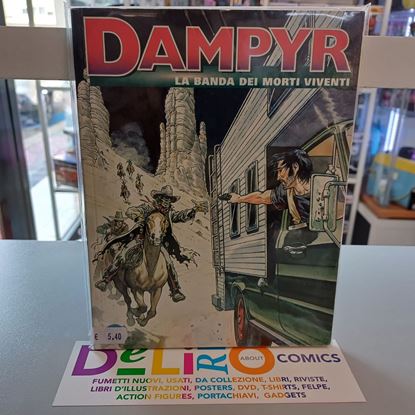 DAMPYR
LA BANDA DEI MORTI VIVENTI
€ 5.40
DeLIRIO ABOUT COMICS
FUMETTI NUOVI, USATI, DA COLLEZIONE, LIBRI, RIVISTE,
LIBRI D'ILLUSTRAZIONI, POSTERS, DVD, T-SHIRTS, FELPE,
ACTION FIGURES, PORTACHIAVI, GADGETS